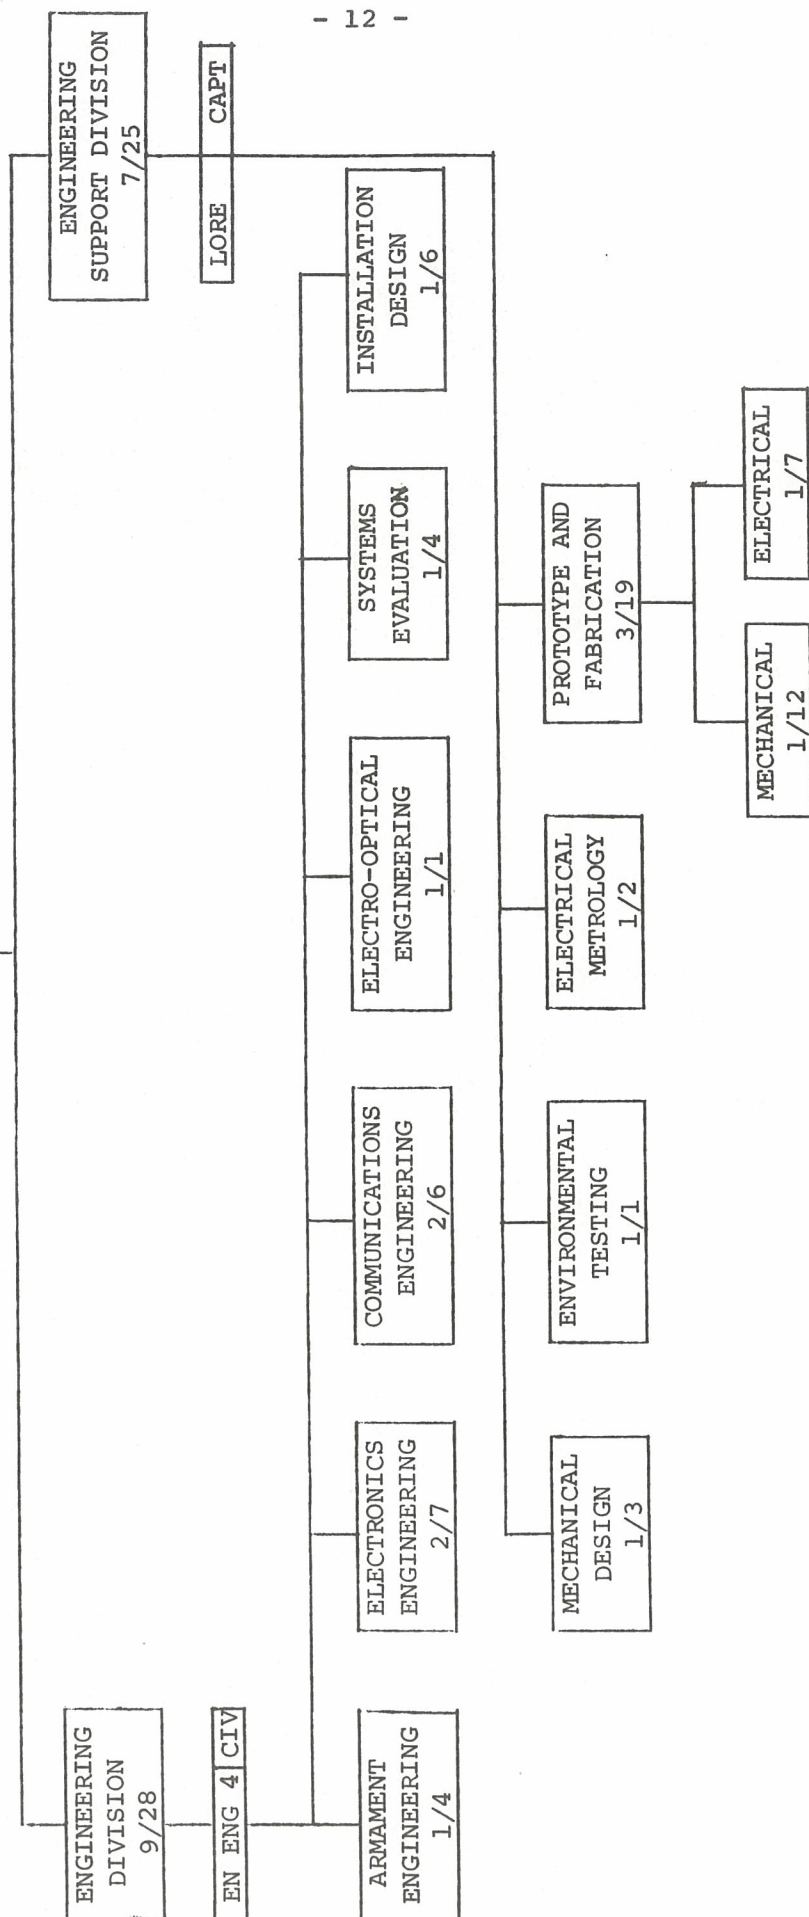 - 12 -
ENGINEERING
DIVISION
9/28
EN ENG 4 CIV
ENGINEERING
SUPPORT DIVISION
7/25
LORE CAPT
ARMAMENT
ENGINEERING
1/4
ELECTRONICS
ENGINEERING
2/7
COMMUNICATIONS
ENGINEERING
2/6
ELECTRO-OPTICAL
ENGINEERING
1/1
SYSTEMS
EVALUATION
1/4
INSTALLATION
DESIGN
1/6
MECHANICAL
DESIGN
1/3
ENVIRONMENTAL
TESTING
1/1
ELECTRICAL
METROLOGY
1/2
PROTOTYPE AND
FABRICATION
3/19
MECHANICAL
1/12
ELECTRICAL
1/7